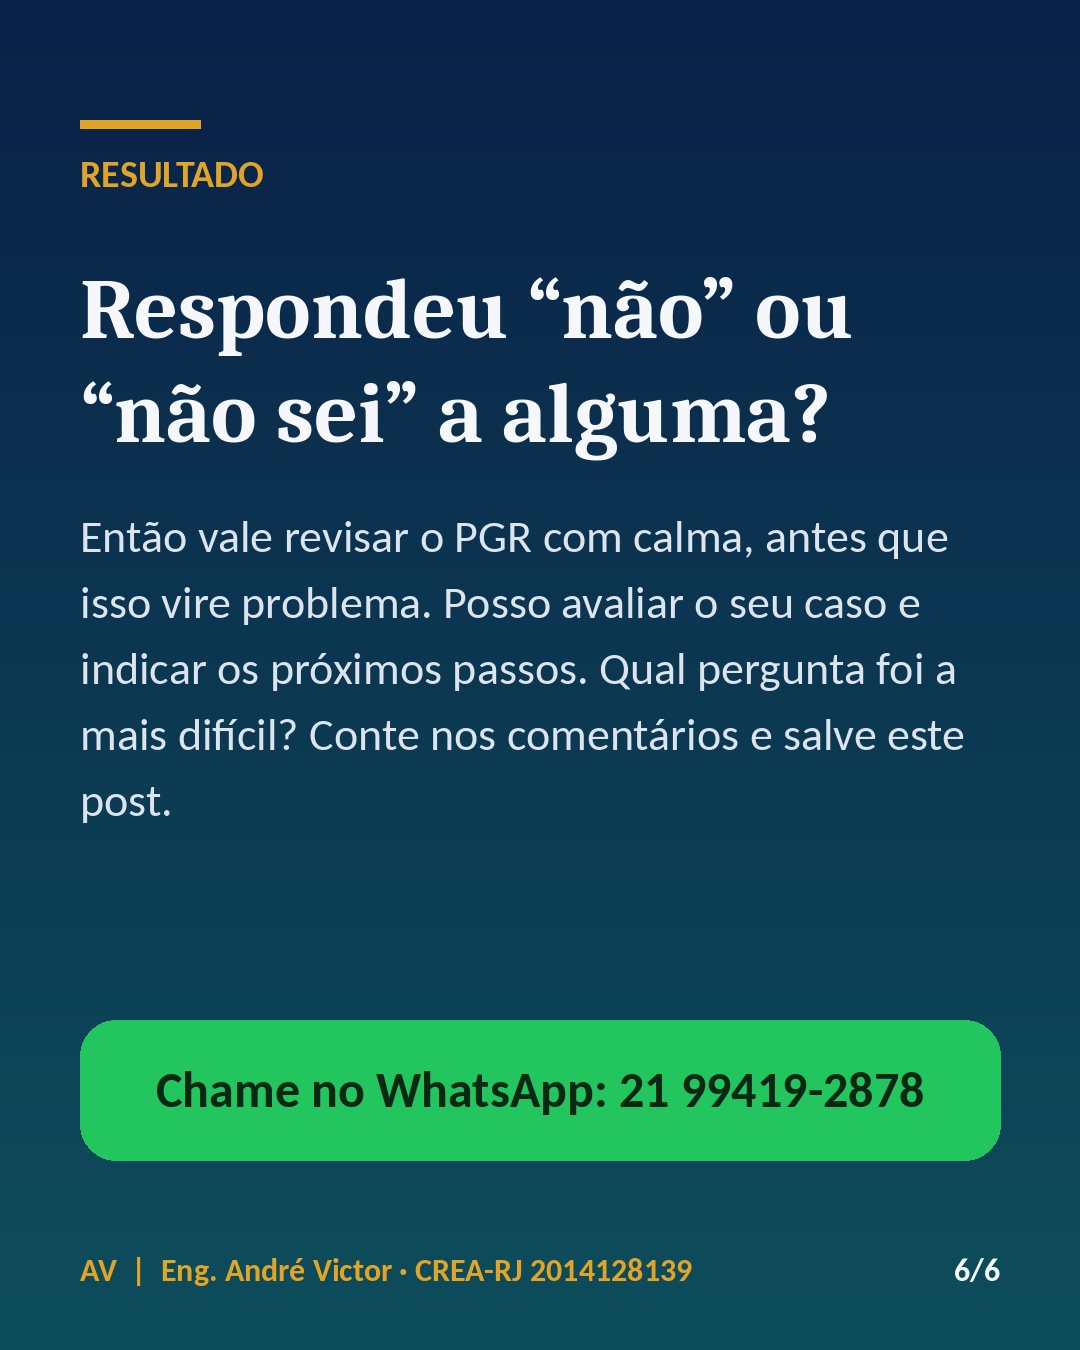 RESULTADO
Respondeu “não” ou
“não sei” a alguma?
Então vale revisar o PGR com calma, antes que
isso vire problema. Posso avaliar o seu caso e
indicar os próximos passos. Qual pergunta foi a
mais difícil? Conte nos comentários e salve este
post.
Chame no WhatsApp: 21 99419-2878
AV | Eng. André Victor · CREA-RJ 2014128139 6/6